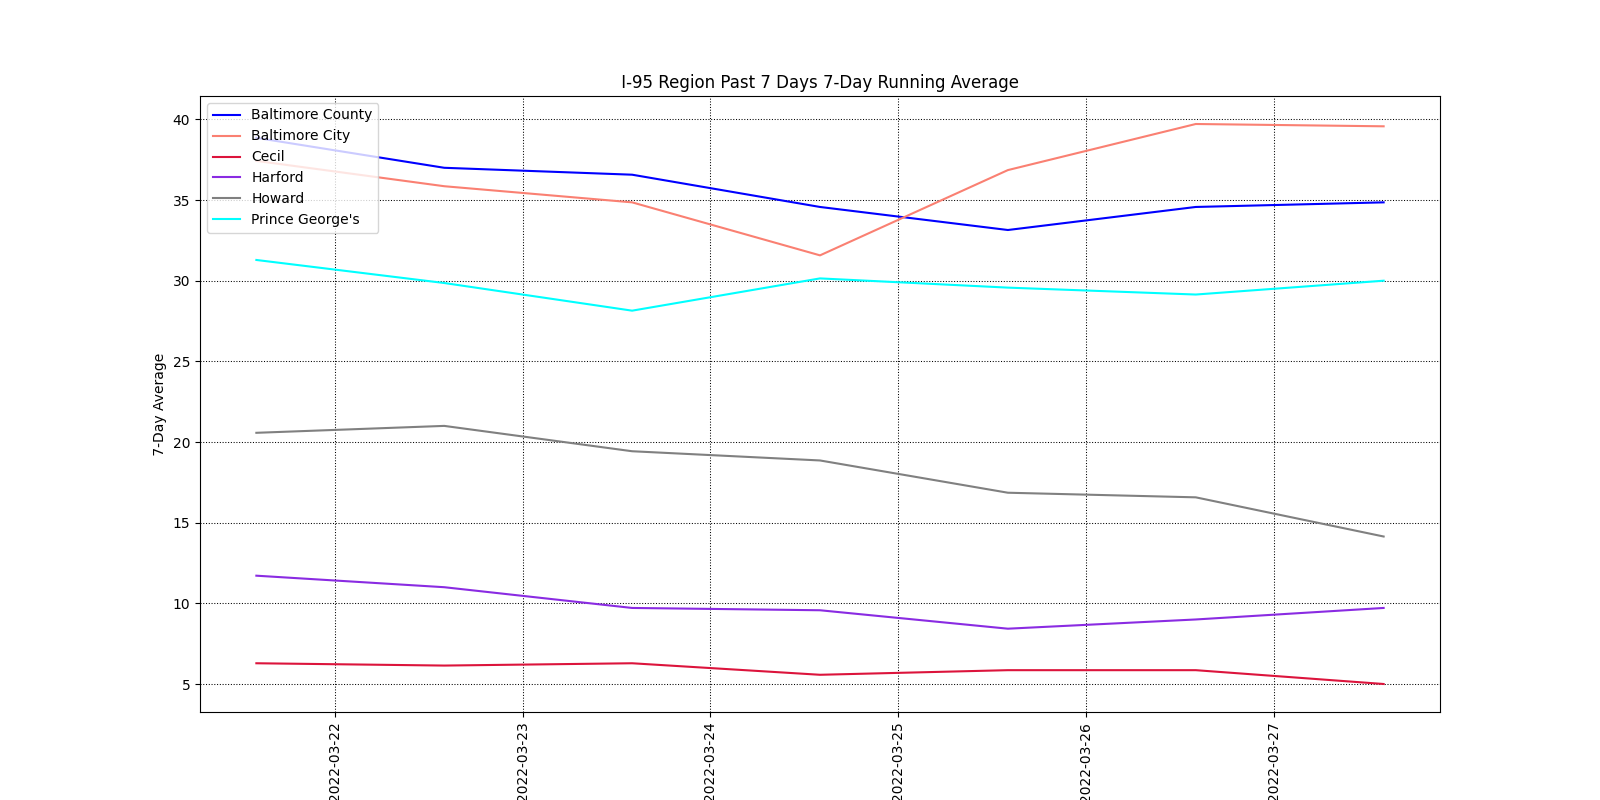 I-95 Region Past 7 Days 7-Day Running Average
Baltimore County
Baltimore City
Cecil
Harford
Howard
Prince George's
7-Day Average
40
35
30
25
20
15
10
5
2022-03-22
2022-03-23
2022-03-24
2022-03-25
2022-03-26
2022-03-27